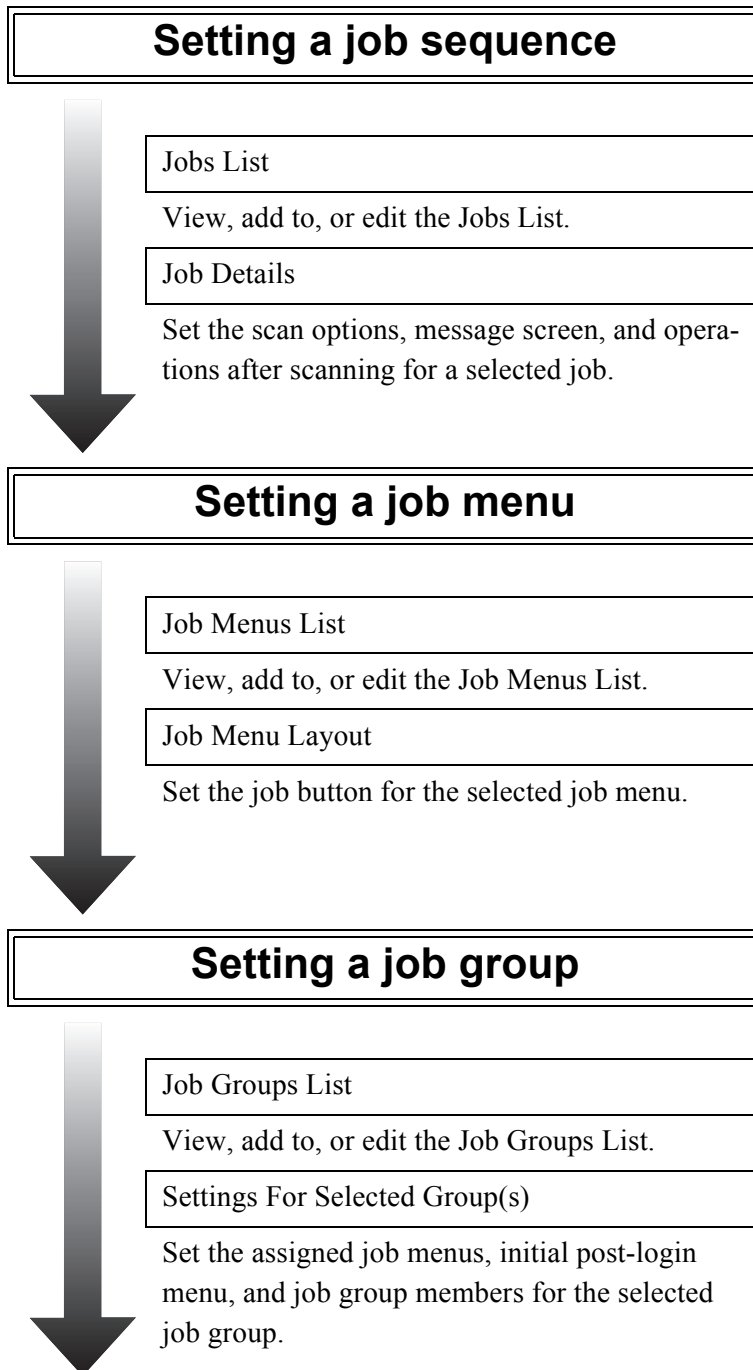 Setting a job sequence
Jobs List
View, add to, or edit the Jobs List.
Job Details
Set the scan options, message screen, and opera-
tions after scanning for a selected job.
Setting a job menu
Job Menus List
View, add to, or edit the Job Menus List.
Job Menu Layout
Set the job button for the selected job menu.
Setting a job group
Job Groups List
View, add to, or edit the Job Groups List.
Settings For Selected Group(s)
Set the assigned job menus, initial post-login
menu, and job group members for the selected
job group.